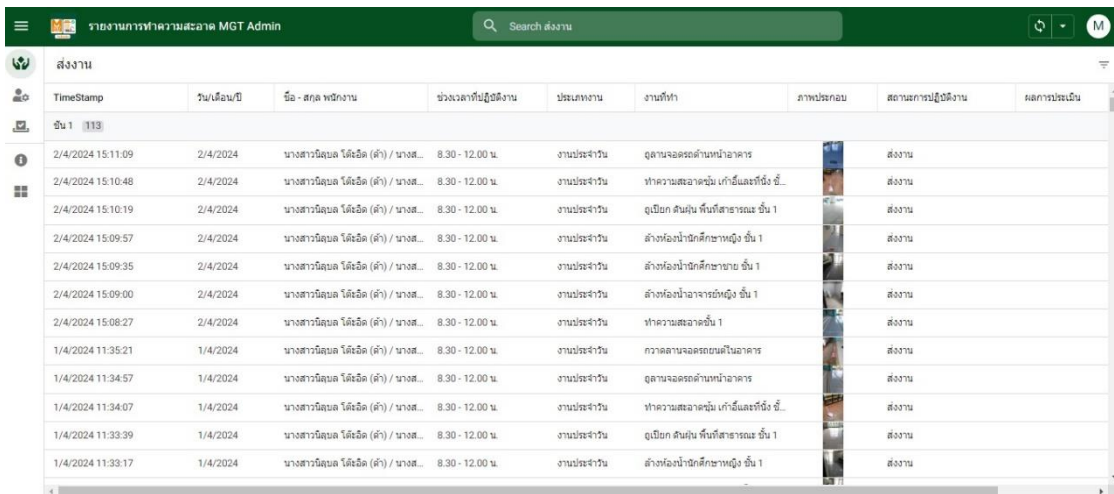 รายงานการทำความสะอาด MGT Admin
Search ส่งงาน
M
ส่งงาน
TimeStamp วัน/เดือน/ปี ชื่อ - สกุล พนักงาน ช่วงเวลาที่ปฏิบัติงาน ประเภทงาน งานที่ทำ ภาพประกอบ สถานะการปฏิบัติงาน ผลการประเมิน
ชั้น 1 113
2/4/2024 15:11:09 2/4/2024 นางสาวนิลุบล โต๊ะอิด (ดำ) / นางส... 8.30 - 12.00 น. งานประจำวัน ถูลานจอดรถด้านหน้าอาคาร ส่งงาน
2/4/2024 15:10:48 2/4/2024 นางสาวนิลุบล โต๊ะอิด (ดำ) / นางส... 8.30 - 12.00 น. งานประจำวัน ทำความสะอาดซุ้ม เก้าอี้และที่นั่ง ชั้... ส่งงาน
2/4/2024 15:10:19 2/4/2024 นางสาวนิลุบล โต๊ะอิด (ดำ) / นางส... 8.30 - 12.00 น. งานประจำวัน ถูเปียก ดันฝุ่น พื้นที่สาธารณะ ชั้น 1 ส่งงาน
2/4/2024 15:09:57 2/4/2024 นางสาวนิลุบล โต๊ะอิด (ดำ) / นางส... 8.30 - 12.00 น. งานประจำวัน ล้างห้องน้ำนักศึกษาหญิง ชั้น 1 ส่งงาน
2/4/2024 15:09:35 2/4/2024 นางสาวนิลุบล โต๊ะอิด (ดำ) / นางส... 8.30 - 12.00 น. งานประจำวัน ล้างห้องน้ำนักศึกษาชาย ชั้น 1 ส่งงาน
2/4/2024 15:09:00 2/4/2024 นางสาวนิลุบล โต๊ะอิด (ดำ) / นางส... 8.30 - 12.00 น. งานประจำวัน ล้างห้องน้ำอาจารย์หญิง ชั้น 1 ส่งงาน
2/4/2024 15:08:27 2/4/2024 นางสาวนิลุบล โต๊ะอิด (ดำ) / นางส... 8.30 - 12.00 น. งานประจำวัน ทำความสะอาดชั้น 1 ส่งงาน
1/4/2024 11:35:21 1/4/2024 นางสาวนิลุบล โต๊ะอิด (ดำ) / นางส... 8.30 - 12.00 น. งานประจำวัน กวาดลานจอดรถยนต์ในอาคาร ส่งงาน
1/4/2024 11:34:57 1/4/2024 นางสาวนิลุบล โต๊ะอิด (ดำ) / นางส... 8.30 - 12.00 น. งานประจำวัน ถูลานจอดรถด้านหน้าอาคาร ส่งงาน
1/4/2024 11:34:07 1/4/2024 นางสาวนิลุบล โต๊ะอิด (ดำ) / นางส... 8.30 - 12.00 น. งานประจำวัน ทำความสะอาดซุ้ม เก้าอี้และที่นั่ง ชั้... ส่งงาน
1/4/2024 11:33:39 1/4/2024 นางสาวนิลุบล โต๊ะอิด (ดำ) / นางส... 8.30 - 12.00 น. งานประจำวัน ถูเปียก ดันฝุ่น พื้นที่สาธารณะ ชั้น 1 ส่งงาน
1/4/2024 11:33:17 1/4/2024 นางสาวนิลุบล โต๊ะอิด (ดำ) / นางส... 8.30 - 12.00 น. งานประจำวัน ล้างห้องน้ำนักศึกษาหญิง ชั้น 1 ส่งงาน